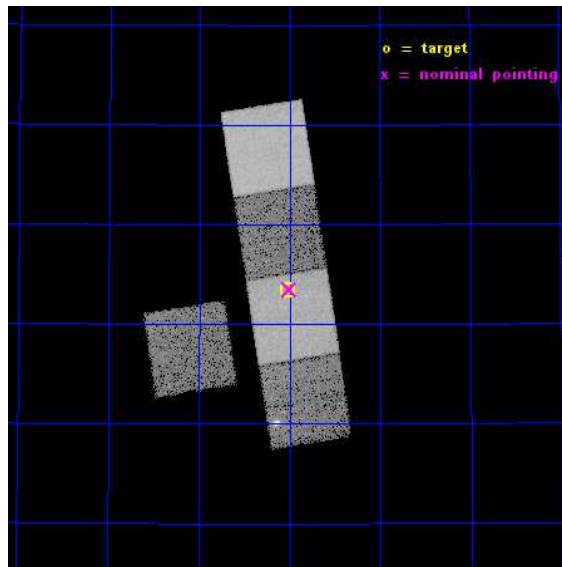 o = target
x = nominal pointing